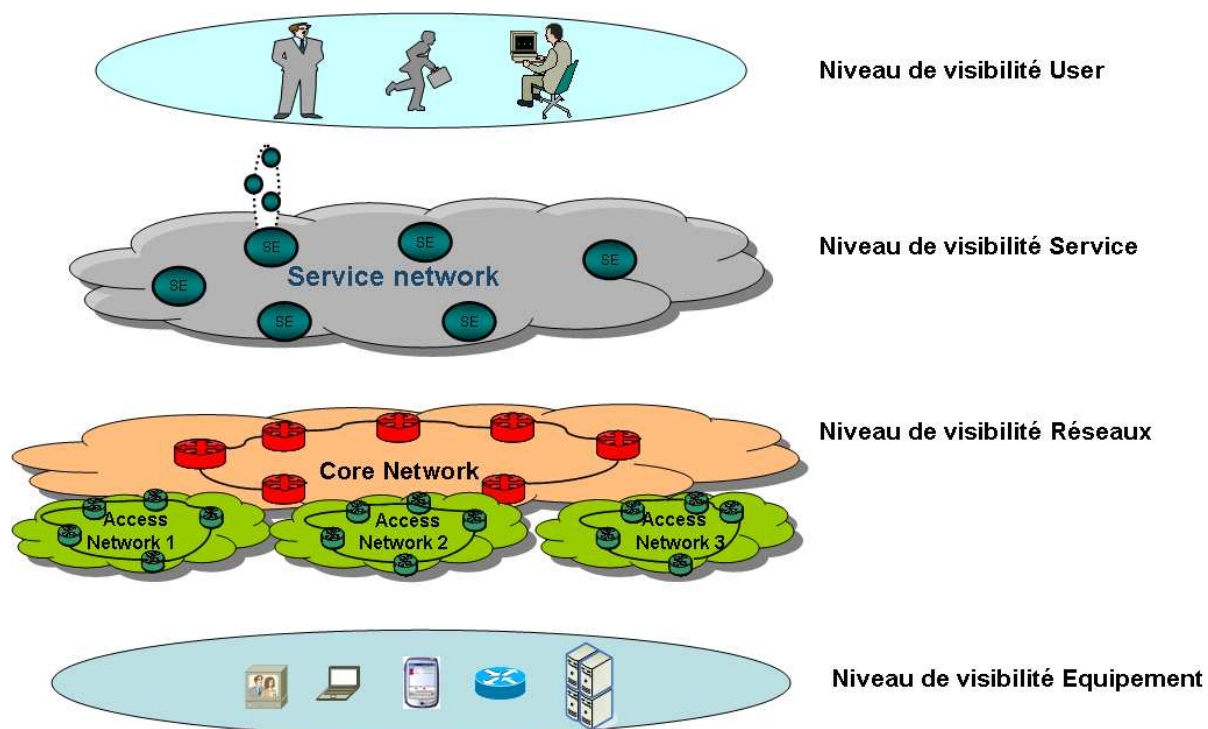 Niveau de visibilité User
SE
SE
SE
SE
SE
SE
Service network
Niveau de visibilité Service
Niveau de visibilité Réseaux
Core Network
Access
Network 1
Access
Network 2
Access
Network 3
Niveau de visibilité Equipement